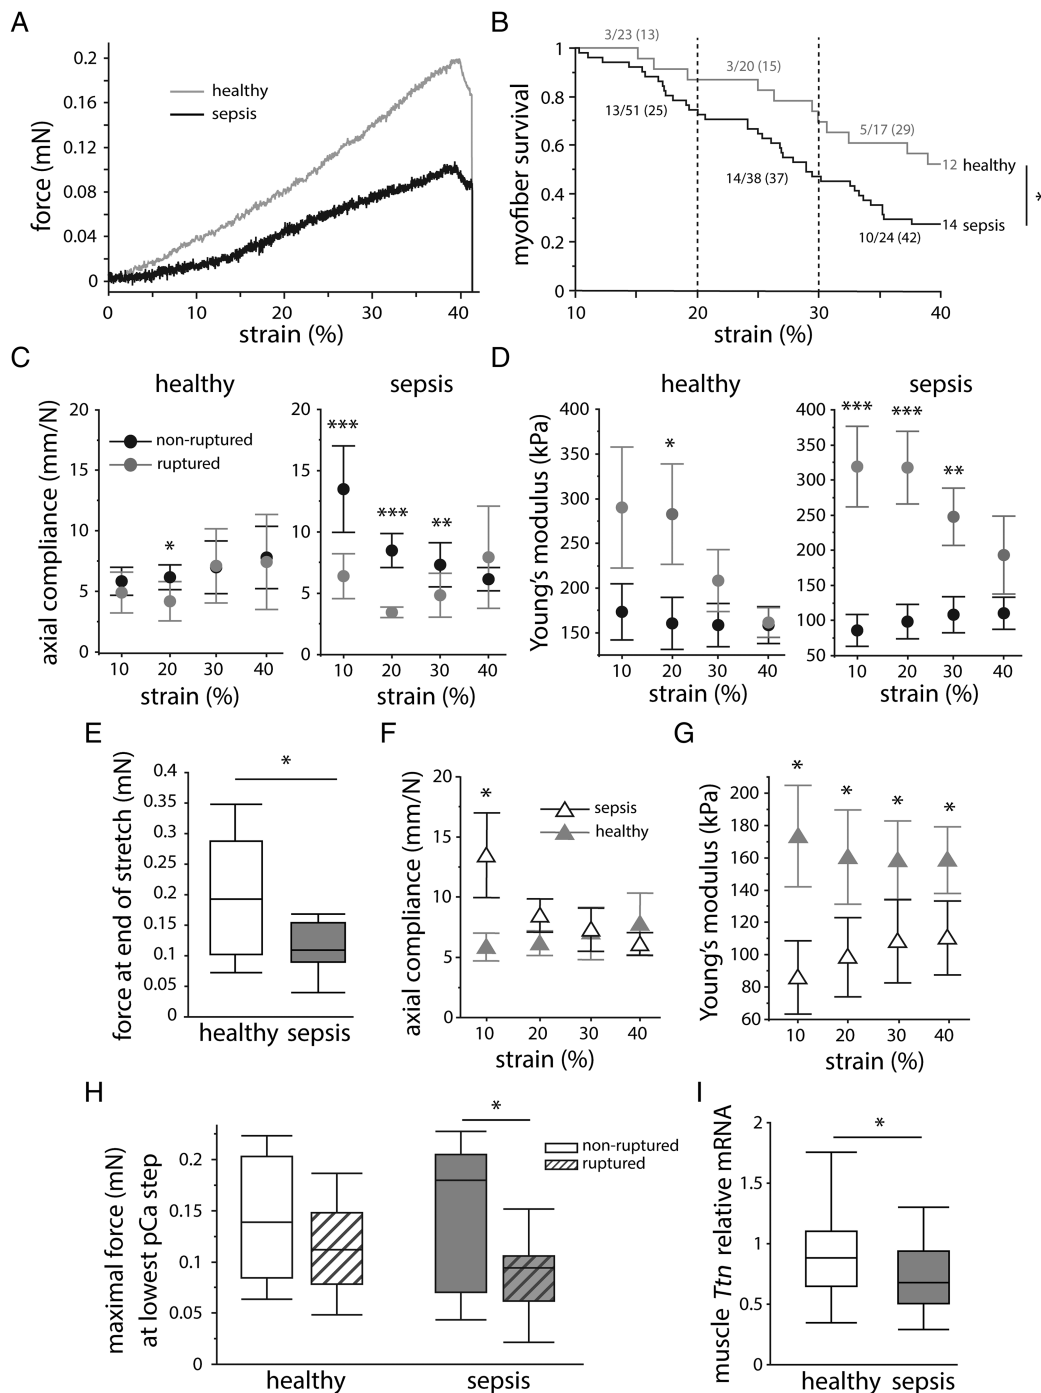 A
force (mN)
0.2
0.16
0.12
0.08
0.04
0
healthy
sepsis
0
10
20
30
40
strain (%)
B
myofiber survival
1
0.8
0.6
0.4
0.2
0
3/23 (13)
3/20 (15)
5/17 (29)
13/51 (25)
14/38 (37)
10/24 (42)
12 healthy
14 sepsis
*
10
20
30
40
strain (%)
C
healthy
sepsis
axial compliance (mm/N)
20
15
10
5
0
non-ruptured
ruptured
*
10
20
30
40
strain (%)
20
15
10
5
0
***
***
**
10
20
30
40
strain (%)
D
healthy
sepsis
Young's modulus (kPa)
400
350
300
250
200
150
*
10
20
30
40
strain (%)
400
350
300
250
200
150
100
50
***
***
**
10
20
30
40
strain (%)
E
force at end of stretch (mN)
0.4
0.35
0.3
0.25
0.2
0.15
0.1
0.05
0
*
healthy sepsis
F
axial compliance (mm/N)
20
15
10
5
0
*
sepsis
healthy
10
20
30
40
strain (%)
G
Young's modulus (kPa)
200
180
160
140
120
100
80
60
*
*
*
*
10
20
30
40
strain (%)
H
maximal force (mN)
at lowest pCa step
0.2
0.15
0.1
0.05
0
*
non-ruptured
ruptured
healthy
sepsis
I
muscle Ttn relative mRNA
2
1.5
1
0.5
0
*
healthy sepsis